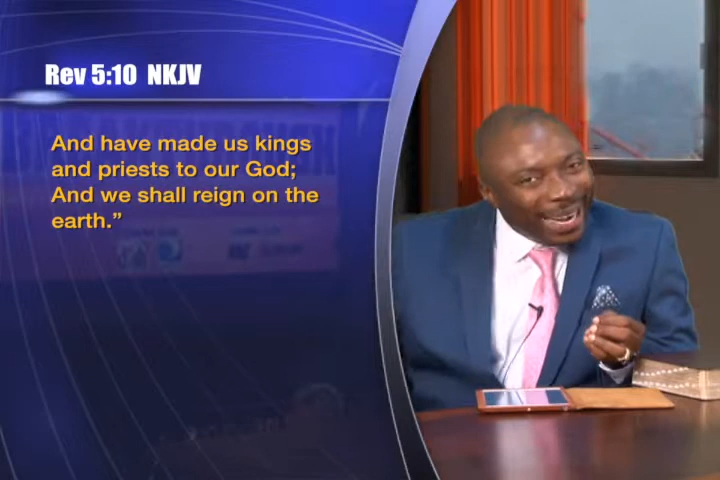 Rev 5:10 NKJV
And have made us kings
and priests to our God;
And we shall reign on the
earth.”